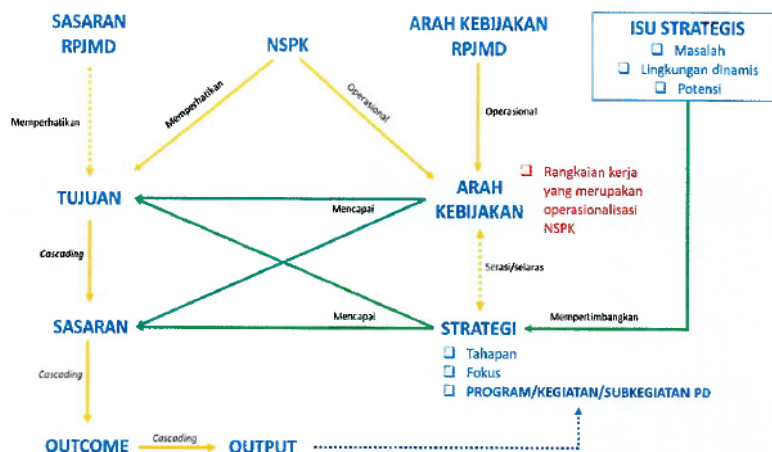 SASARAN
RPJMD
NSPK
ARAH KEBIJAKAN
RPJMD
ISU STRATEGIS
❑ Masalah
❑ Lingkungan dinamis
❑ Potensi
Memperhatikan
Memperhatikan
Operasional
Operasional
TUJUAN
Mencapai
ARAH
KEBIJAKAN
❑ Rangkaian kerja
yang merupakan
operasionalisasi
NSPK
Cascading
Serasi/selaras
SASARAN
Mencapai
STRATEGI
Mempertimbangkan
❑ Tahapan
❑ Fokus
❑ PROGRAM/KEGIATAN/SUBKEGIATAN PD
Cascading
OUTCOME
Cascading
OUTPUT